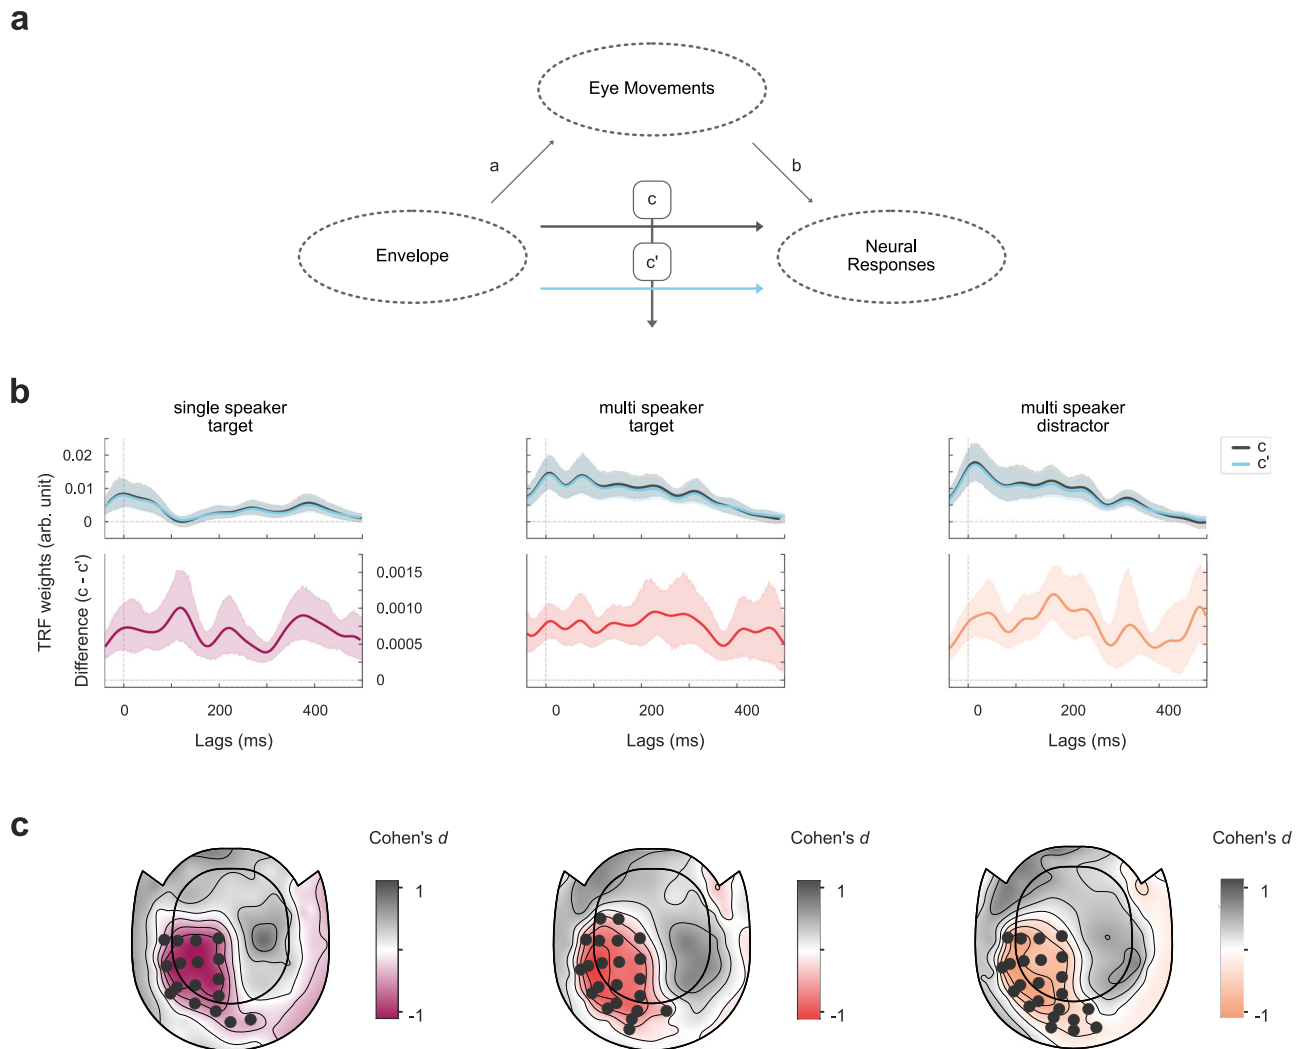 a
Eye Movements
a
b
c
Envelope
c'
Neural
Responses
b
single speaker
target
multi speaker
target
multi speaker
distractor
c
c'
TRF weights (arb. unit)
0.02
0.01
0
Difference (c - c')
0.0015
0.0010
0.0005
0
0 200 400
0 200 400
0 200 400
Lags (ms)
Lags (ms)
Lags (ms)
c
Cohen's d
Cohen's d
Cohen's d
1
-1
1
-1
1
-1